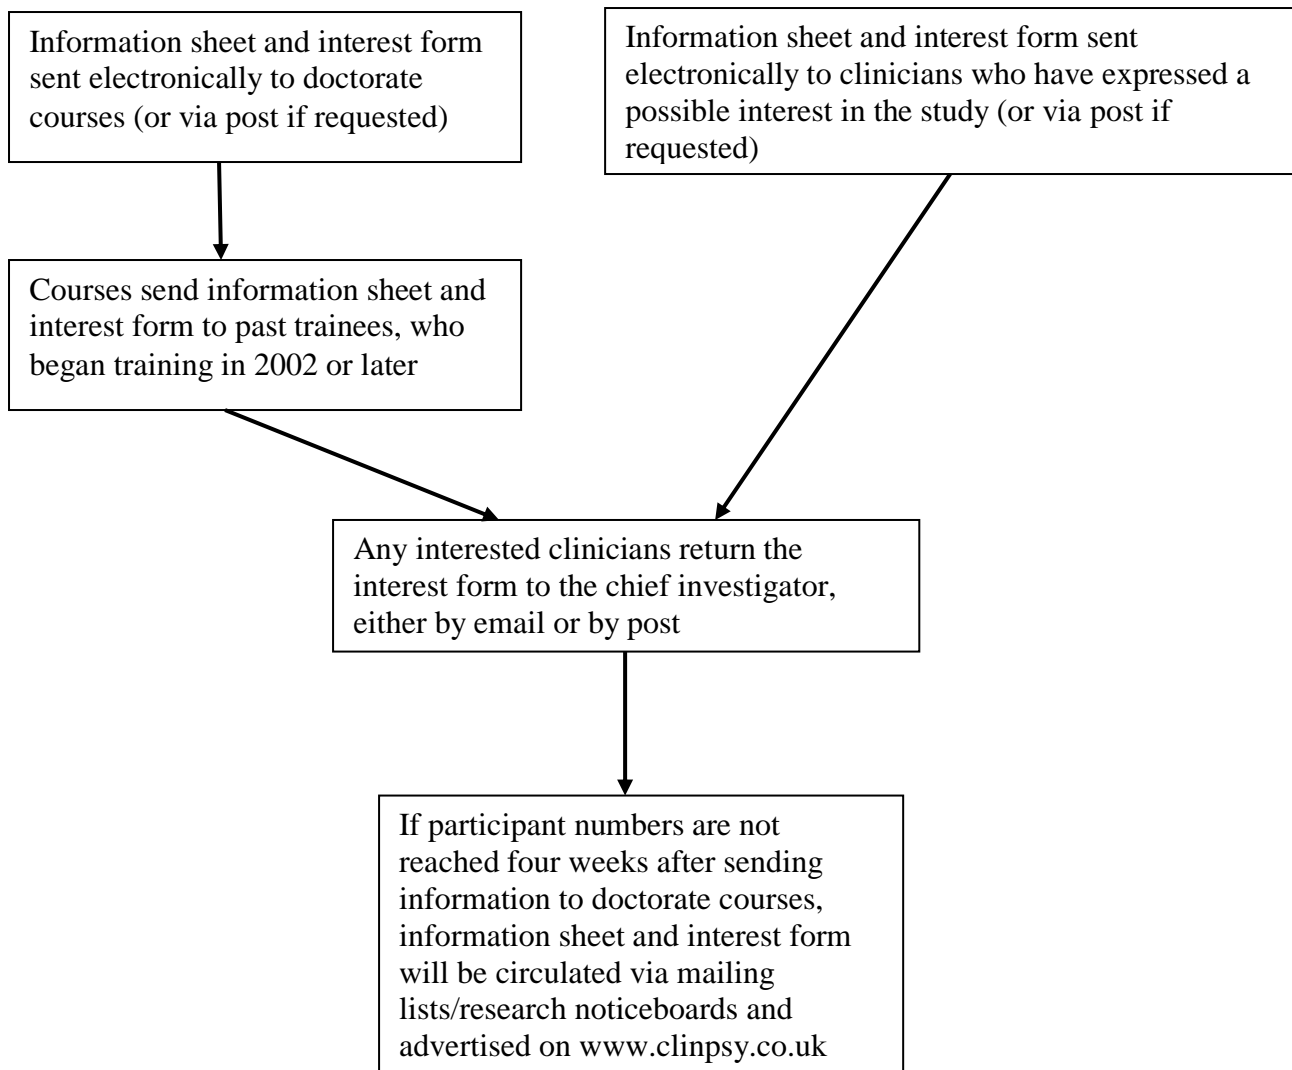 Information sheet and interest form
sent electronically to doctorate
courses (or via post if requested)
Information sheet and interest form sent
electronically to clinicians who have expressed a
possible interest in the study (or via post if
requested)
Courses send information sheet and
interest form to past trainees, who
began training in 2002 or later
Any interested clinicians return the
interest form to the chief investigator,
either by email or by post
If participant numbers are not
reached four weeks after sending
information to doctorate courses,
information sheet and interest form
will be circulated via mailing
lists/research noticeboards and
advertised on www.clinpsy.co.uk